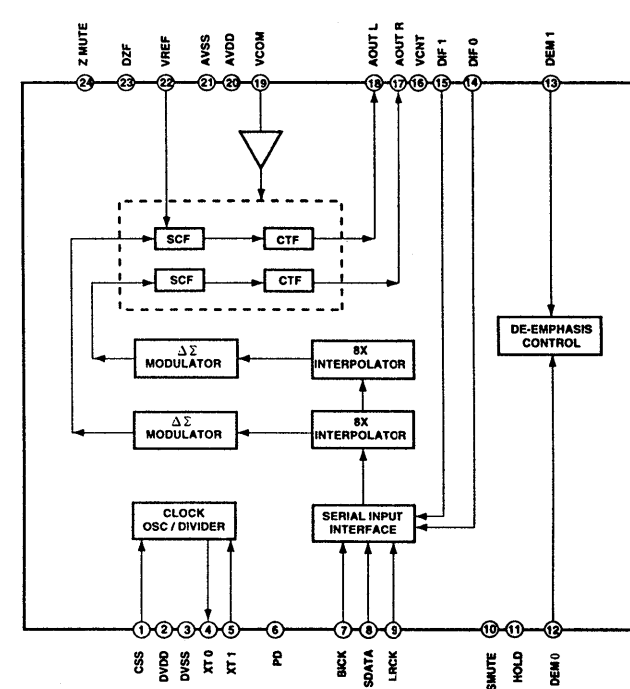 Z MUTE
DZF
VREF
AVSS
AVDD
VCOM
AOUT L
AOUT R
VCNT
DIF 1
DIF 0
DEM 1
24
23
22
21
20
19
18
17
16
15
14
13
SCF
CTF
SCF
CTF
DE-EMPHASIS
CONTROL
ΔΣ
MODULATOR
8X
INTERPOLATOR
ΔΣ
MODULATOR
8X
INTERPOLATOR
CLOCK
OSC / DIVIDER
SERIAL INPUT
INTERFACE
1
2
3
4
5
6
7
8
9
10
11
12
CSS
DVDD
DVSS
XT 0
XT 1
PD
BICK
SDATA
LRCK
SMUTE
HOLD
DEM 0